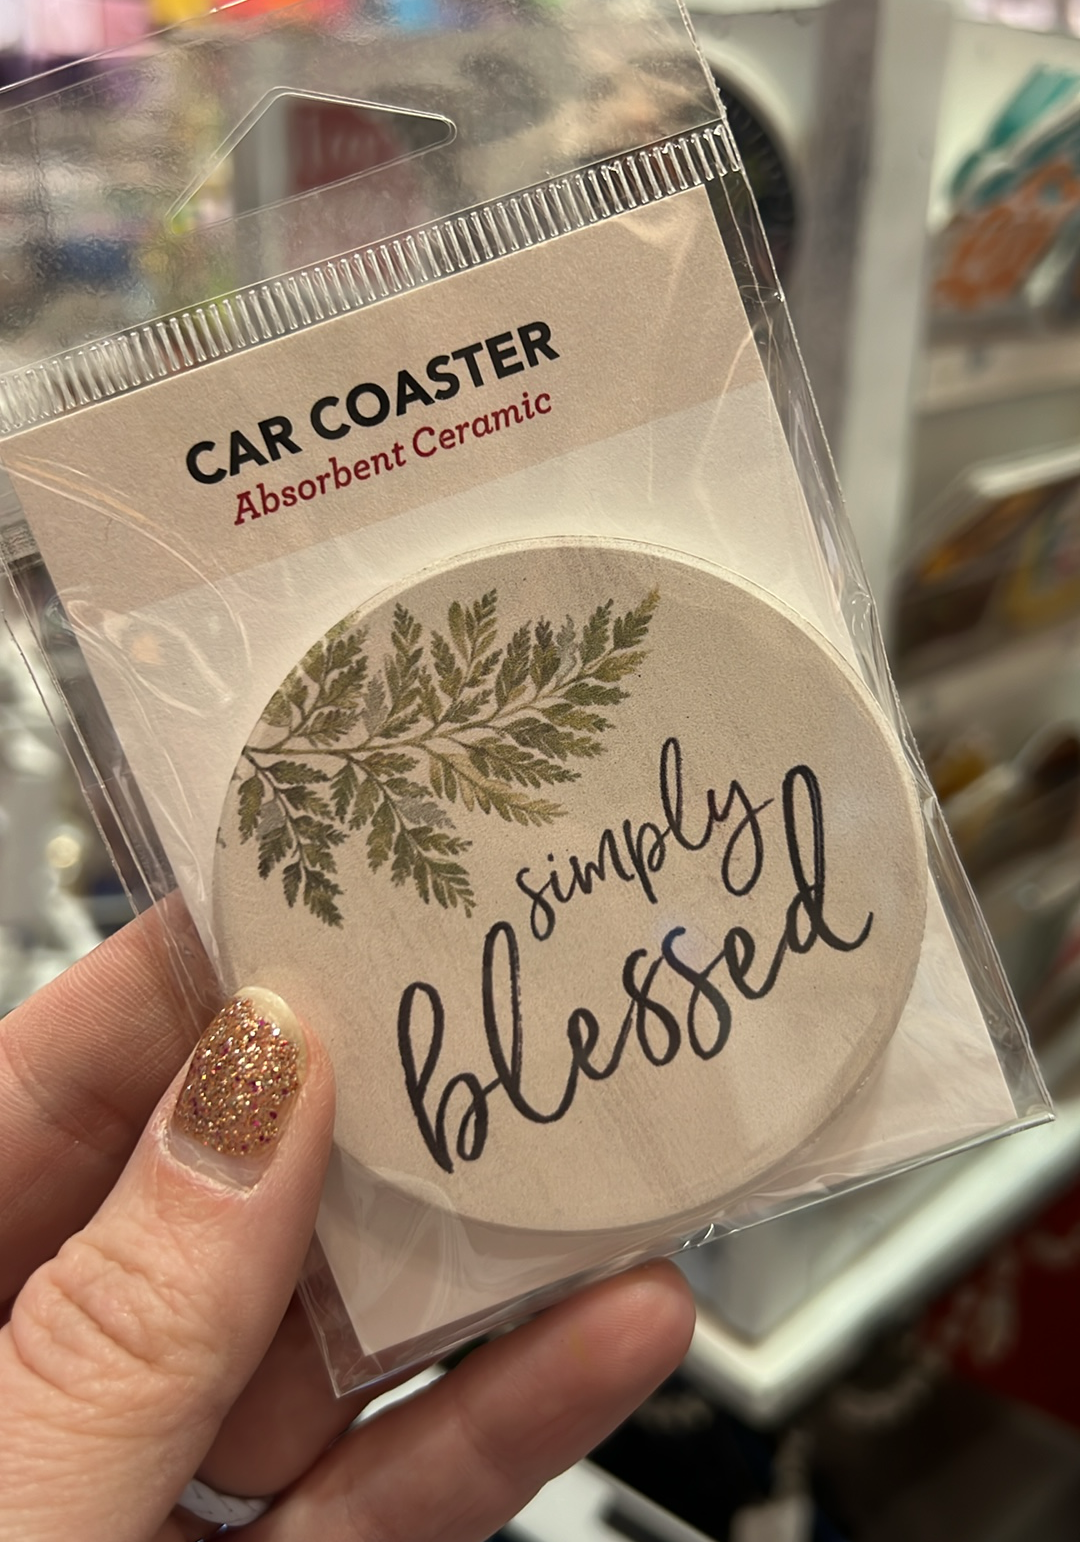 CAR COASTER
Absorbent Ceramic
simply
blessed